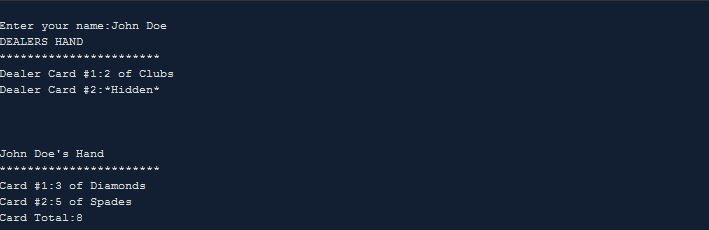 Enter your name:John Doe
DEALERS HAND
***********************
Dealer Card #1:2 of Clubs
Dealer Card #2:*Hidden*
John Doe's Hand
***********************
Card #1:3 of Diamonds
Card #2:5 of Spades
Card Total:8